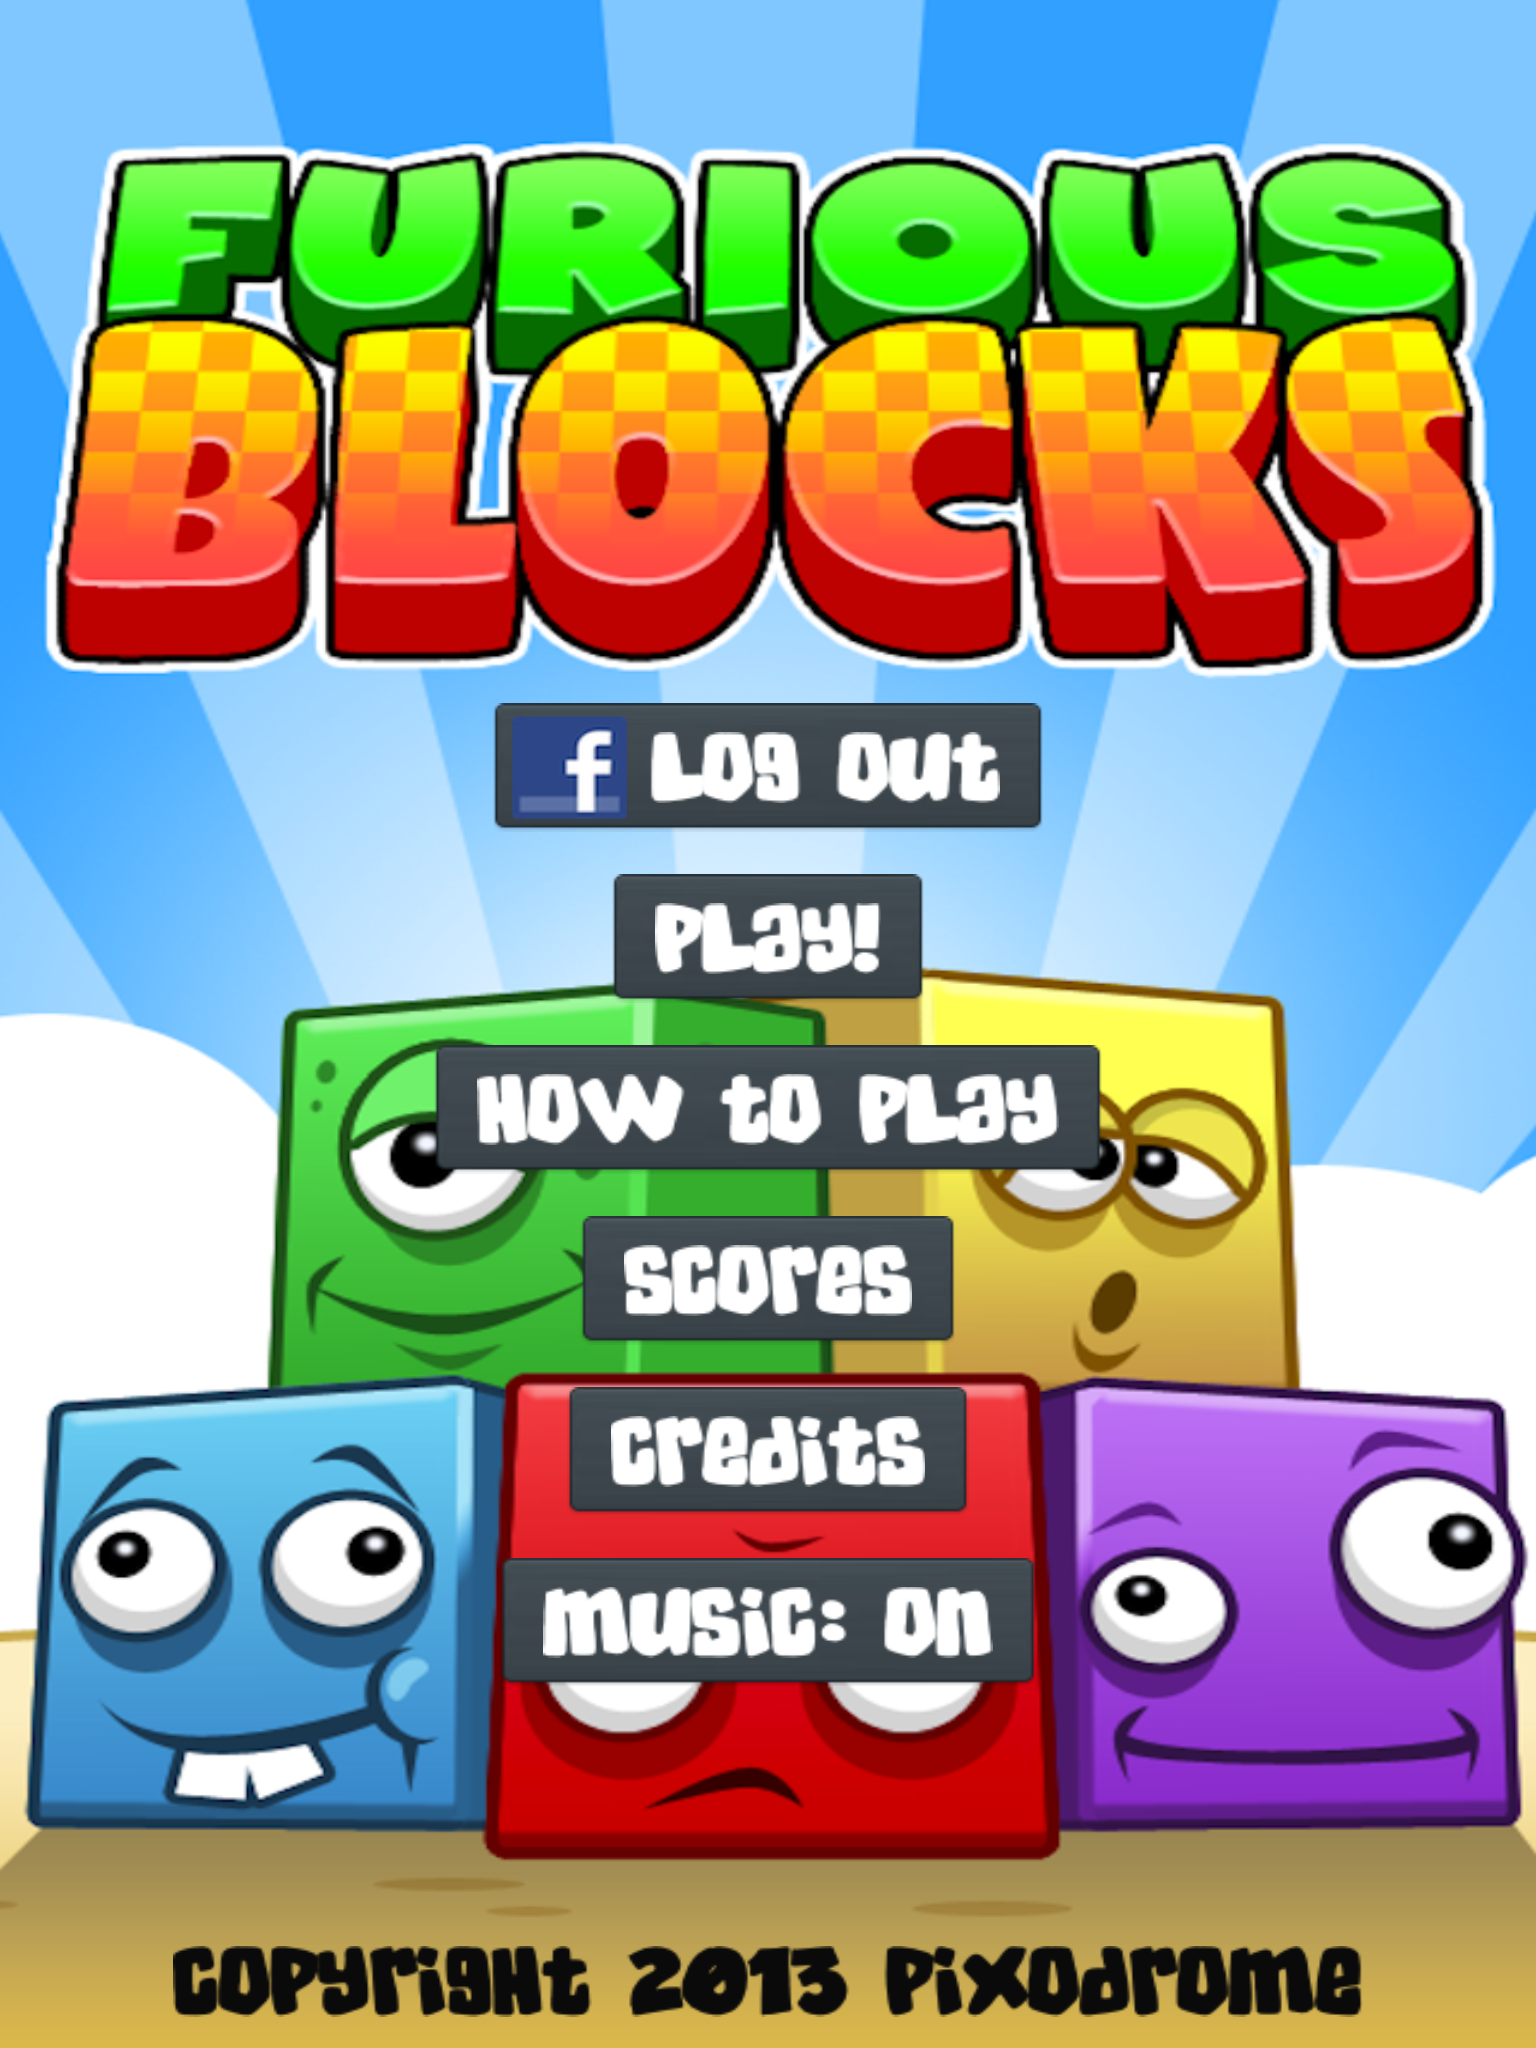 FURIOUS
BLOCKS
f Log Out
Play!
How to Play
Scores
Credits
Music: On
Copyright 2013 Pixodrome